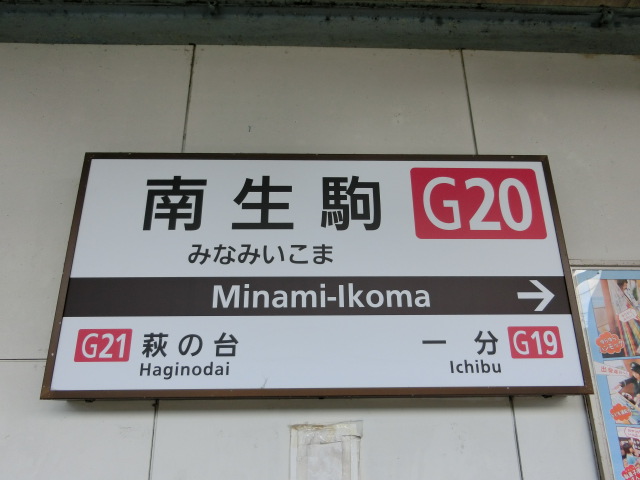 南生駒 G20
みなみいこま
Minami-Ikoma →
G21 萩の台
Haginodai
一分 G19
Ichibu